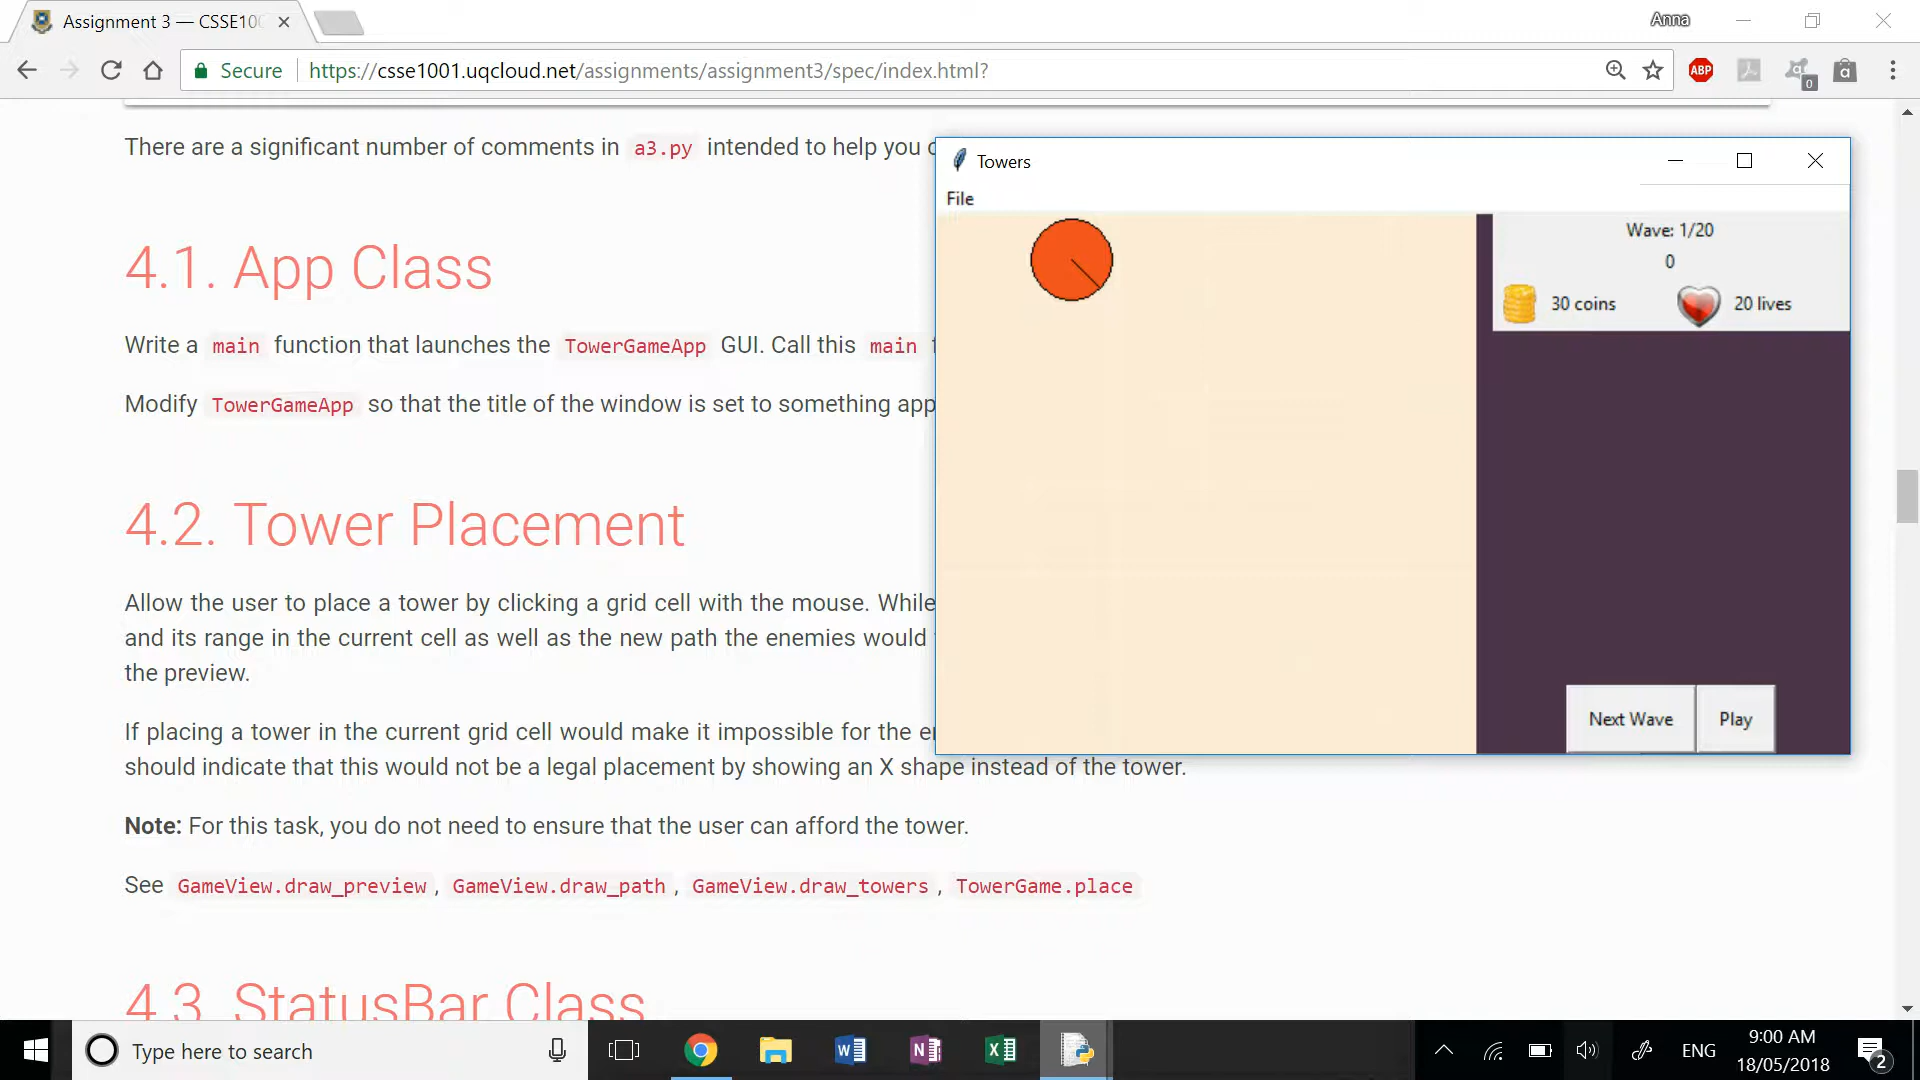 Assignment 3 — CSSE10
Anna
Secure
https://csse1001.uqcloud.net/assignments/assignment3/spec/index.html?
ABP
0
a
There are a significant number of comments in a3.py intended to help you
4.1. App Class
Write a main function that launches the TowerGameApp GUI. Call this main
Modify TowerGameApp so that the title of the window is set to something app
4.2. Tower Placement
Allow the user to place a tower by clicking a grid cell with the mouse. While
and its range in the current cell as well as the new path the enemies would
the preview.
If placing a tower in the current grid cell would make it impossible for the
should indicate that this would not be a legal placement by showing an X shape instead of the tower.
Note: For this task, you do not need to ensure that the user can afford the tower.
See GameView.draw_preview, GameView.draw_path, GameView.draw_towers, TowerGame.place
4.3. StatusBar Class
Towers
File
Wave: 1/20
0
30 coins
20 lives
Next Wave
Play
Type here to search
ENG
9:00 AM
18/05/2018
2